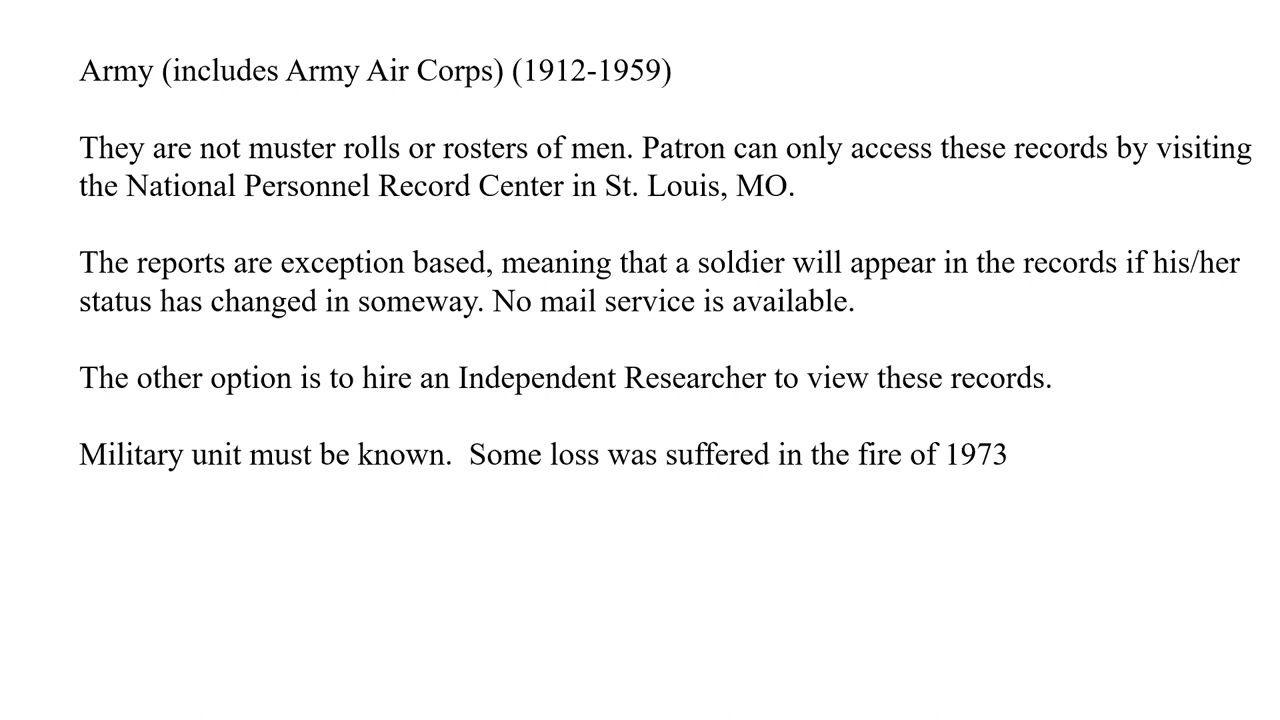 Army (includes Army Air Corps) (1912-1959)
They are not muster rolls or rosters of men. Patron can only access these records by visiting
the National Personnel Record Center in St. Louis, MO.
The reports are exception based, meaning that a soldier will appear in the records if his/her
status has changed in someway. No mail service is available.
The other option is to hire an Independent Researcher to view these records.
Military unit must be known.  Some loss was suffered in the fire of 1973